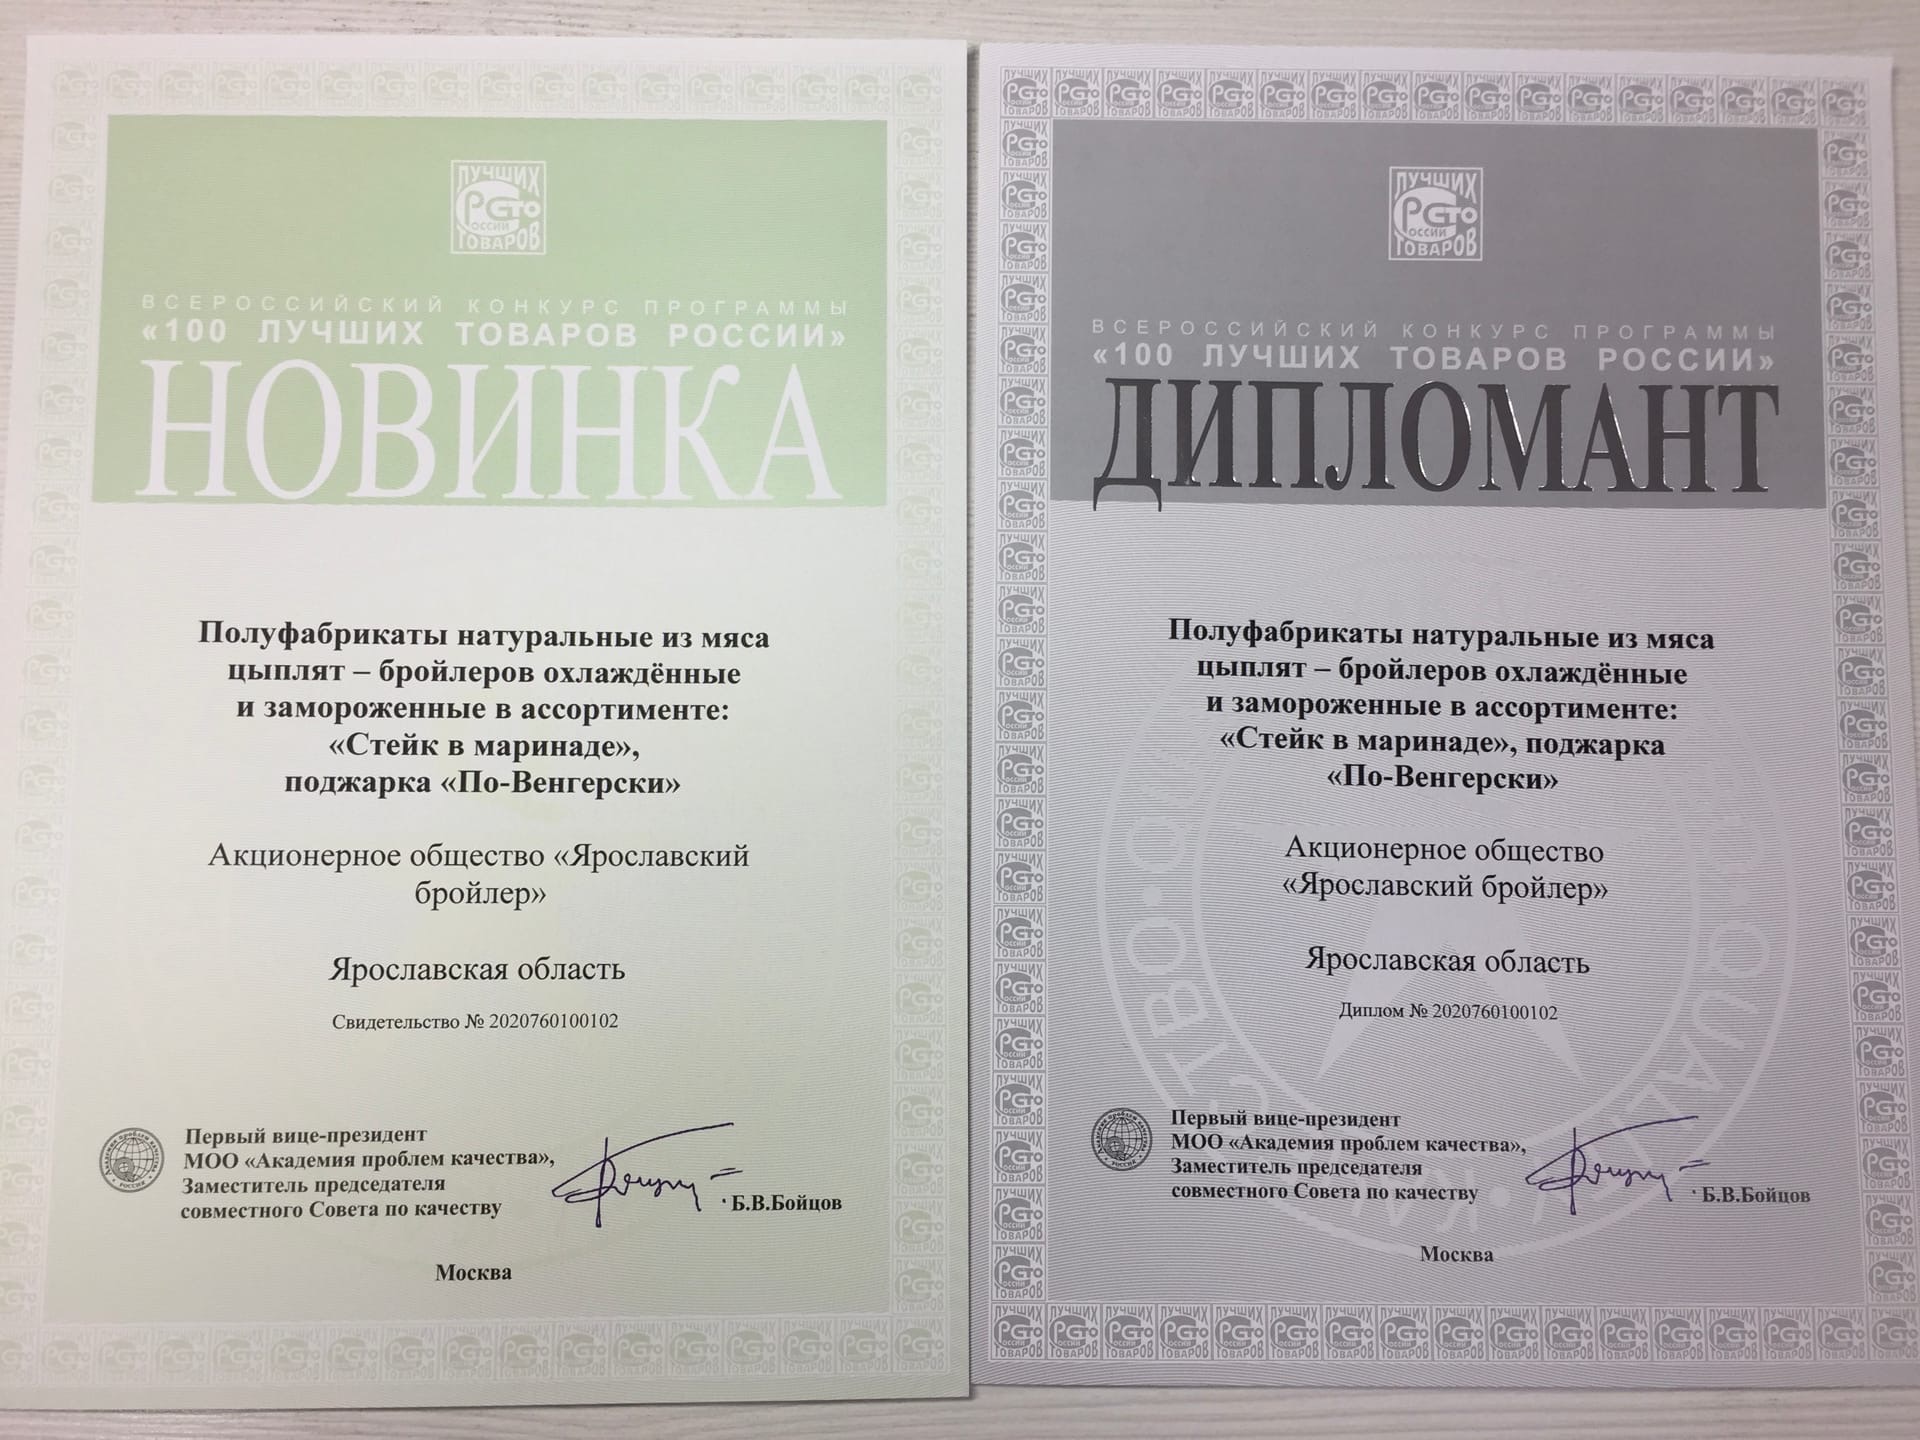 ЛУЧШИХ
РСто
ОССИИ
ТОВАРОВ
ВСЕРОССИЙСКИЙ КОНКУРС ПРОГРАММЫ
«100 ЛУЧШИХ ТОВАРОВ РОССИИ»
НОВИНКА
Полуфабрикаты натуральные из мяса
цыплят – бройлеров охлаждённые
и замороженные в ассортименте:
«Стейк в маринаде»,
поджарка «По-Венгерски»
Акционерное общество «Ярославский
бройлер»
Ярославская область
Свидетельство № 2020760100102
Первый вице-президент
МОО «Академия проблем качества»,
Заместитель председателя
совместного Совета по качеству
Б.В.Бойцов
Москва
ЛУЧШИХ
РСто
ОССИИ
ТОВАРОВ
ВСЕРОССИЙСКИЙ КОНКУРС ПРОГРАММЫ
«100 ЛУЧШИХ ТОВАРОВ РОССИИ»
ДИПЛОМАНТ
Полуфабрикаты натуральные из мяса
цыплят – бройлеров охлаждённые
и замороженные в ассортименте:
«Стейк в маринаде», поджарка
«По-Венгерски»
Акционерное общество
«Ярославский бройлер»
Ярославская область
Диплом № 2020760100102
Первый вице-президент
МОО «Академия проблем качества»,
Заместитель председателя
совместного Совета по качеству
Б.В.Бойцов
Москва